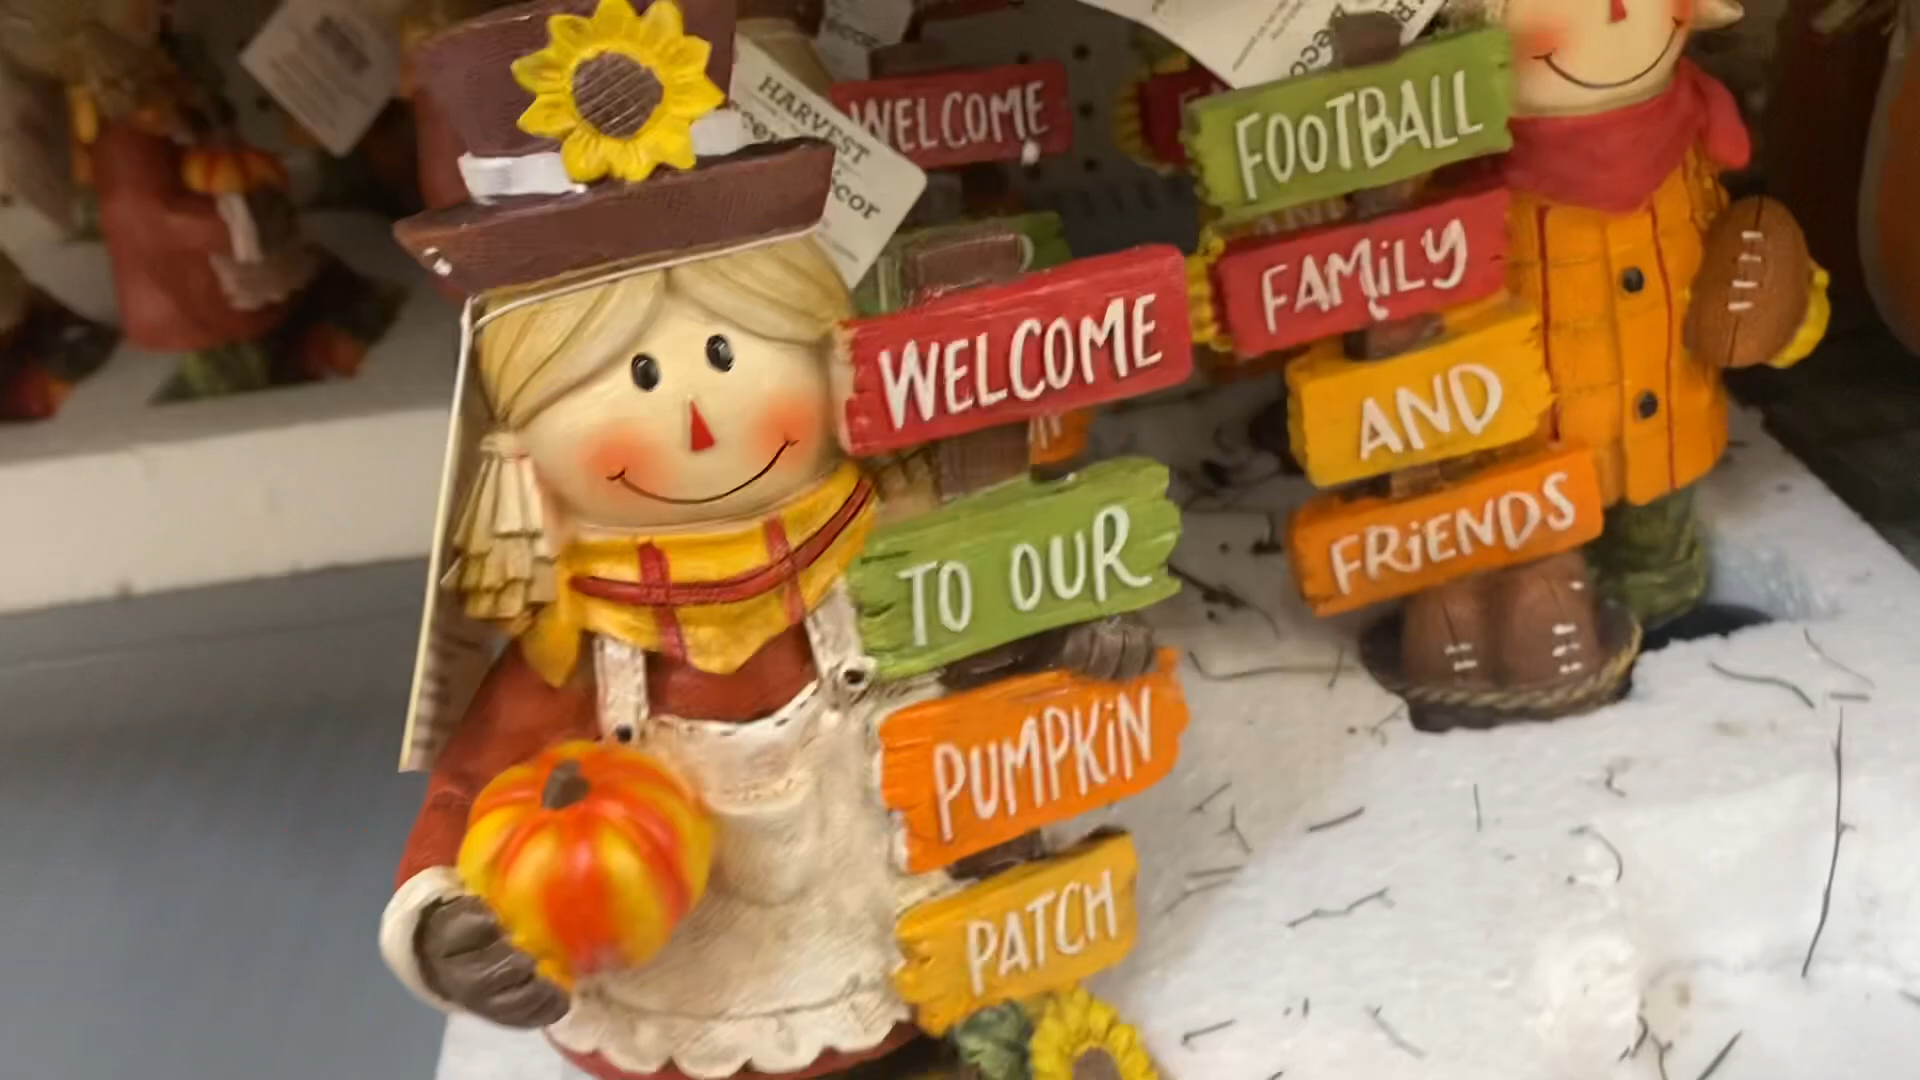 HARVEST
WELCOME
WELCOME
TO OUR
PUMPKiN
PATCH
FOOTBALL
FAMiLY
AND
FRiENDS